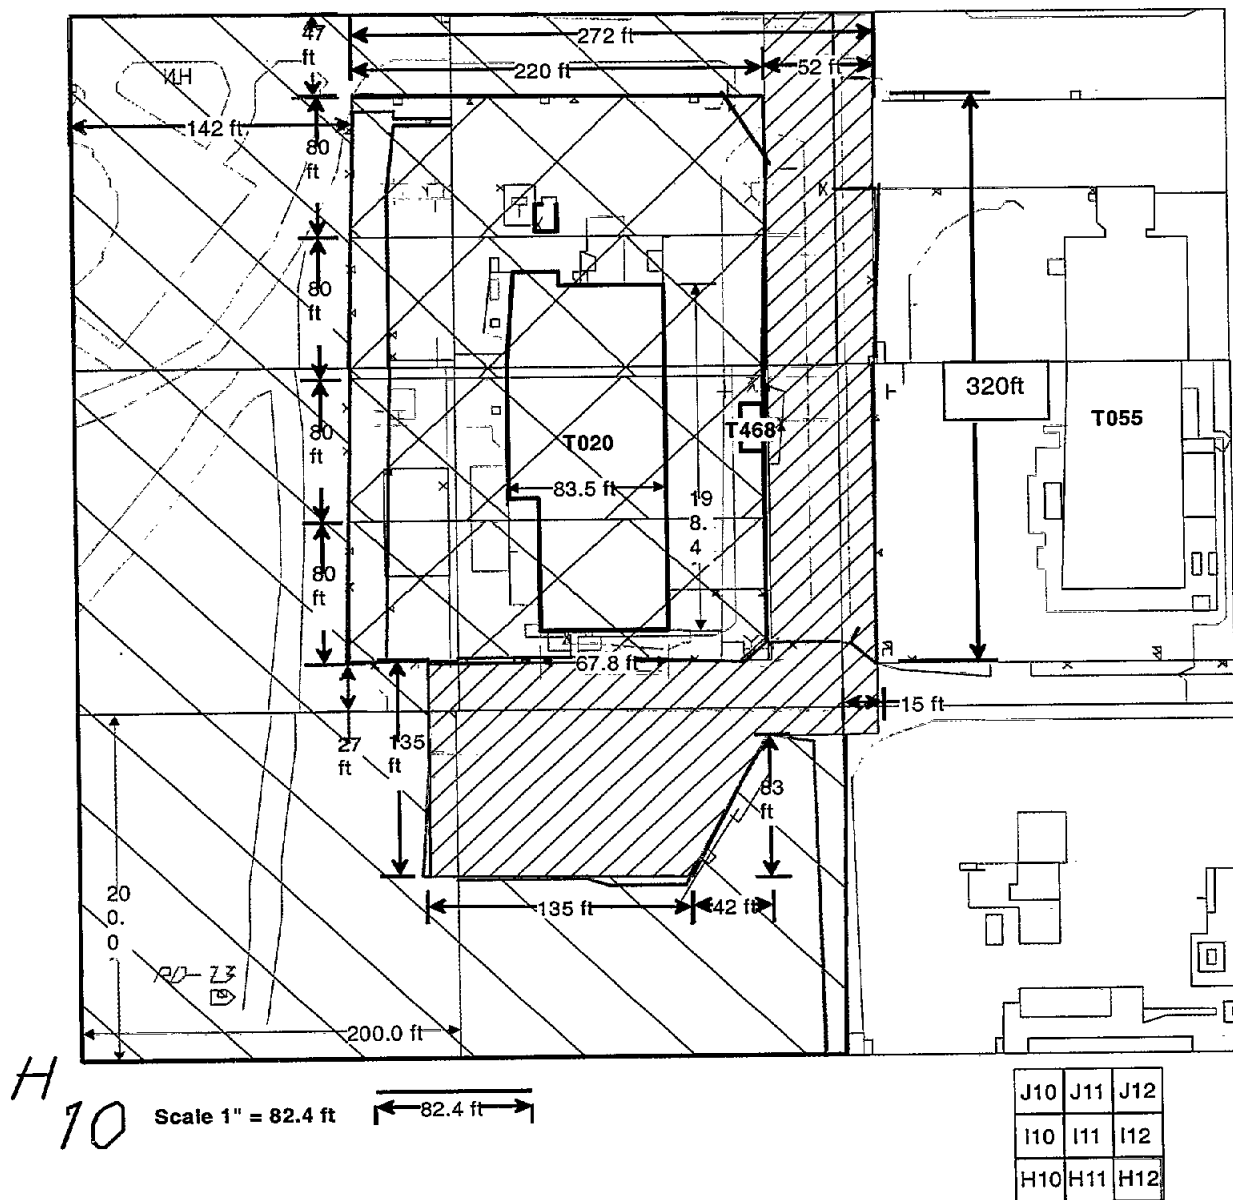 47
ft
272 ft
220 ft
52 ft
142 ft
80
ft
80
ft
320ft
T055
80
ft
T020
T468
83.5 ft
19
8.
4
80
ft
67.8 ft
15 ft
27
ft
135
ft
83
ft
20
0.
0
135 ft
42 ft
200.0 ft
H
10
Scale 1" = 82.4 ft
82.4 ft
J10 J11 J12
I10 I11 I12
H10 H11 H12